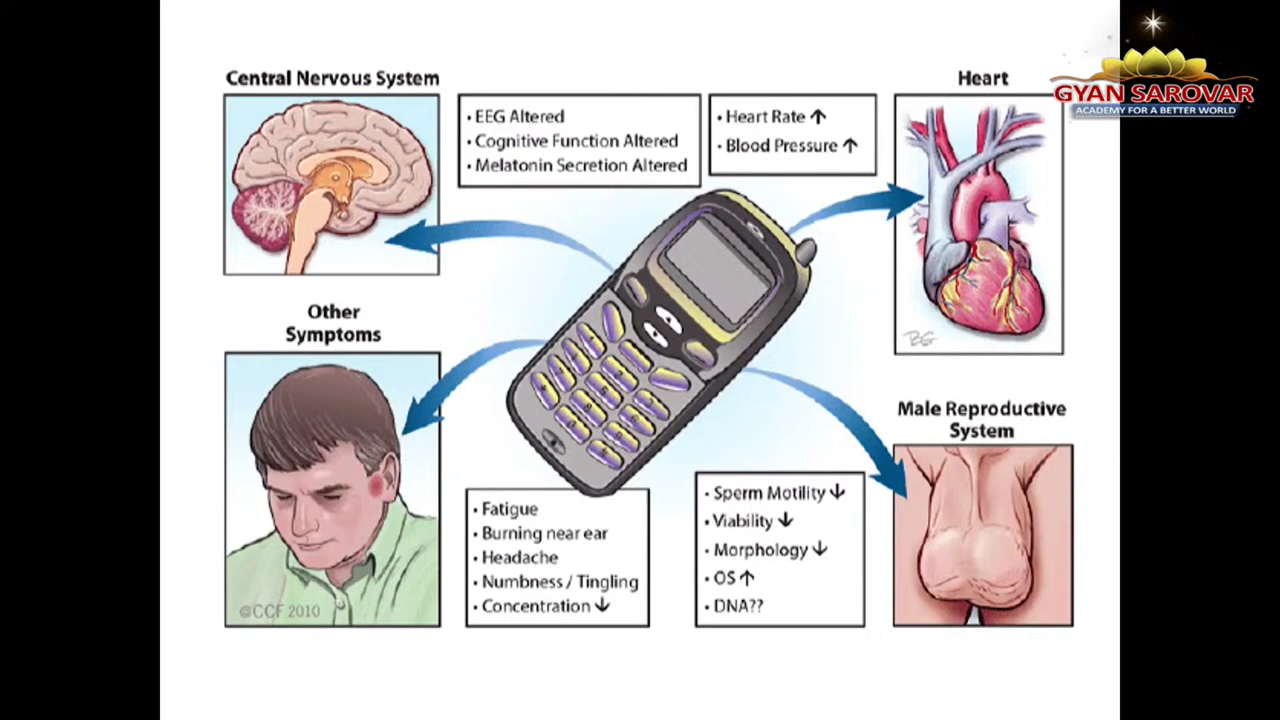 Central Nervous System
• EEG Altered
• Cognitive Function Altered
• Melatonin Secretion Altered
• Heart Rate ↑
• Blood Pressure ↑
Heart
GYAN SAROVAR
ACADEMY FOR A BETTER WORLD
Other
Symptoms
@CCF 2010
• Fatigue
• Burning near ear
• Headache
• Numbness / Tingling
• Concentration ↓
• Sperm Motility ↓
• Viability ↓
• Morphology ↓
• OS ↑
• DNA??
Male Reproductive
System